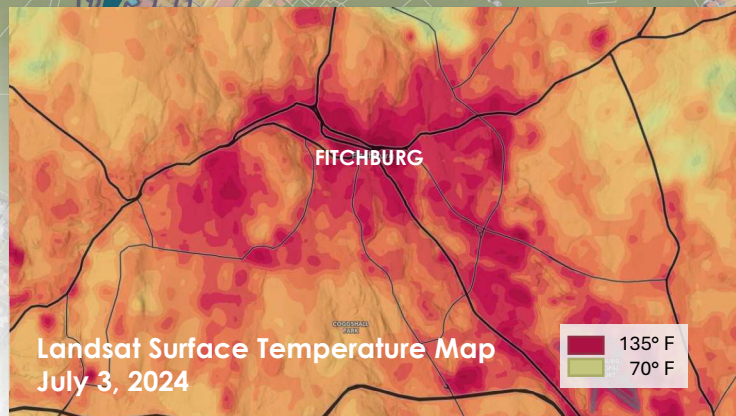 FITCHBURG
COGGSHALL
PARK
Landsat Surface Temperature Map
July 3, 2024
135° F
70° F